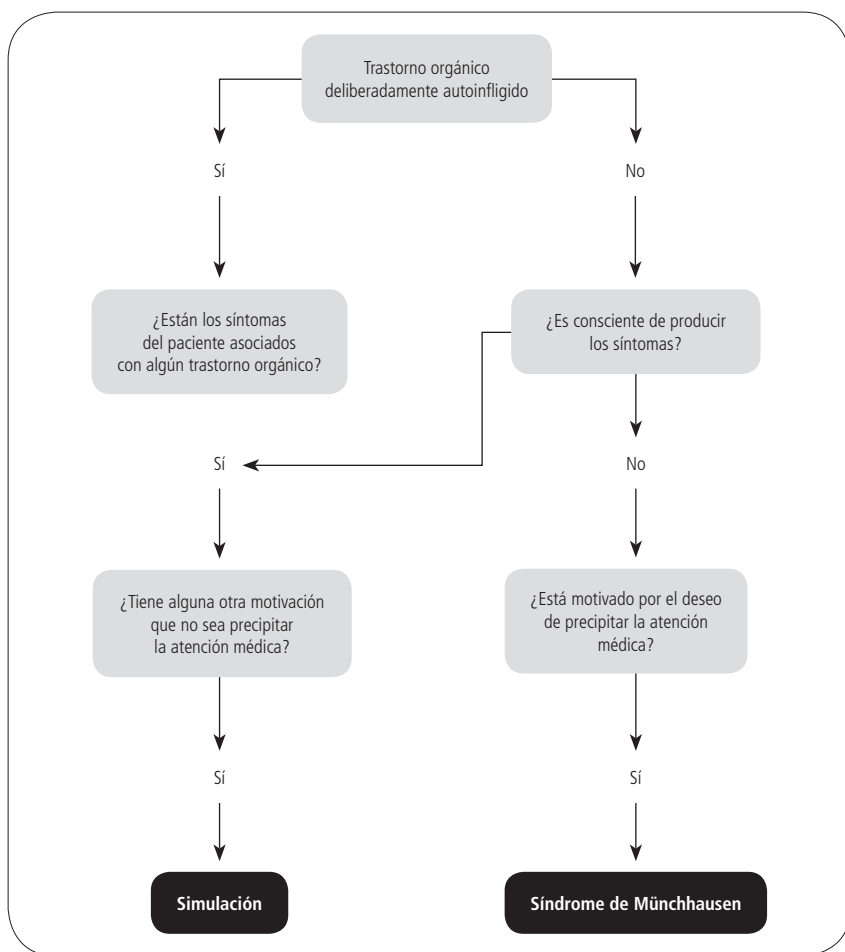 Trastorno orgánico
deliberadamente autoinfligido
Sí
No
¿Están los síntomas
del paciente asociados
con algún trastorno orgánico?
¿Es consciente de producir
los síntomas?
Sí
No
¿Tiene alguna otra motivación
que no sea precipitar
la atención médica?
¿Está motivado por el deseo
de precipitar la atención
médica?
Sí
Sí
Simulación
Síndrome de Münchhausen